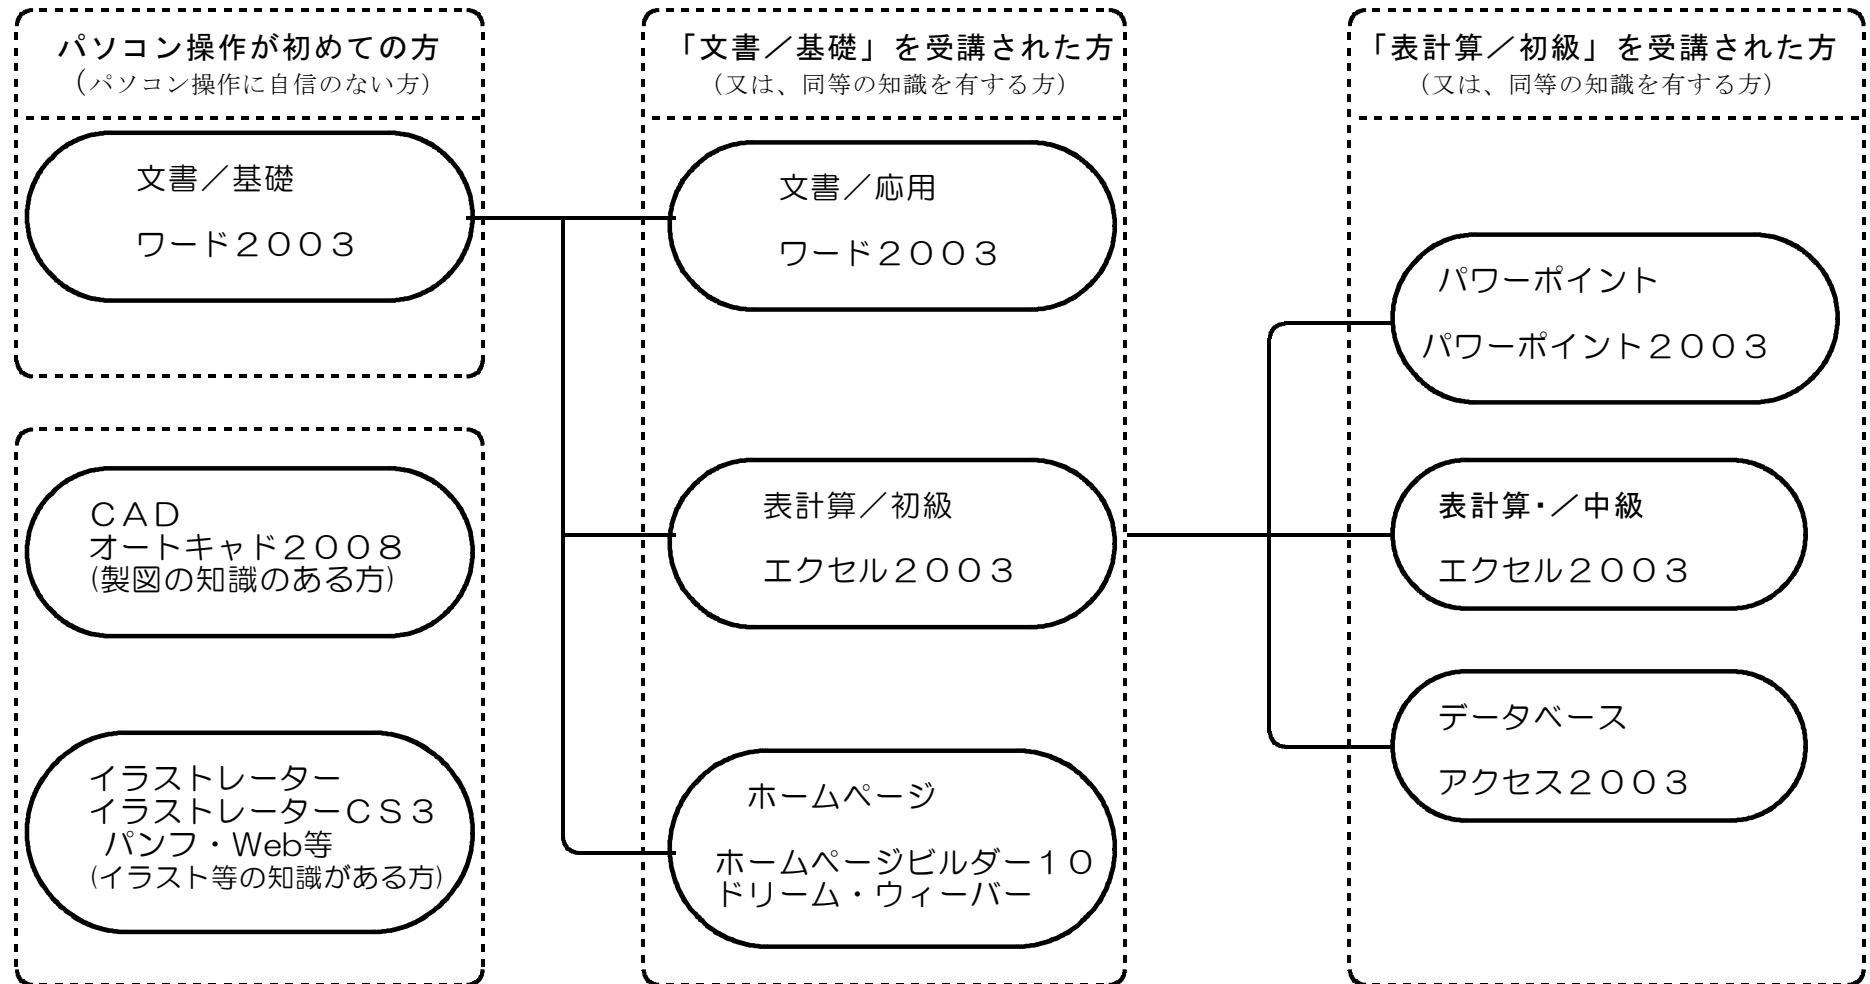 パソコン操作が初めての方
(パソコン操作に自信のない方)
文書／基礎
ワード２００３
ＣＡＤ
オートキャド２００８
(製図の知識のある方)
イラストレーター
イラストレーターＣＳ３
パンフ・Web等
(イラスト等の知識がある方)
「文書／基礎」を受講された方
(又は、同等の知識を有する方)
文書／応用
ワード２００３
表計算／初級
エクセル２００３
ホームページ
ホームページビルダー１０
ドリーム・ウィーバー
「表計算／初級」を受講された方
(又は、同等の知識を有する方)
パワーポイント
パワーポイント２００３
表計算・／中級
エクセル２００３
データベース
アクセス２００３